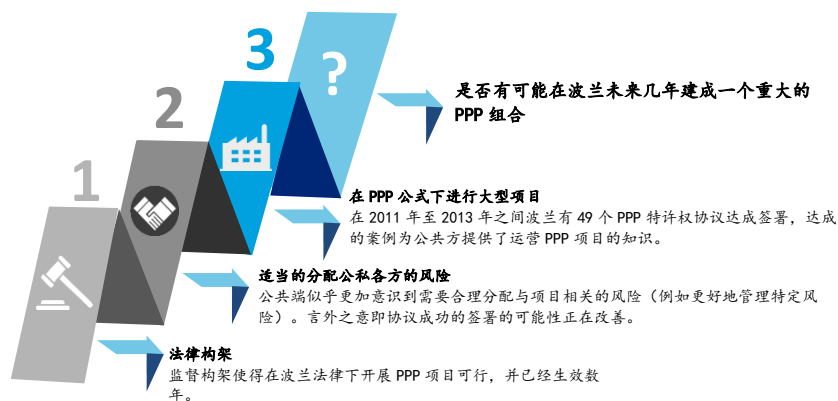 3
?
是否有可能在波兰未来几年建成一个重大的
PPP 组合
2
1
在 PPP 公式下进行大型项目
在 2011 年至 2013 年之间波兰有 49 个 PPP 特许权协议达成签署，达成
的案例为公共方提供了运营 PPP 项目的知识。
适当的分配公私各方的风险
公共端似乎更加意识到需要合理分配与项目相关的风险（例如更好地管理特定风
险）。言外之意即协议成功的签署的可能性正在改善。
法律构架
监督构架使得在波兰法律下开展 PPP 项目可行，并已经生效数
年。